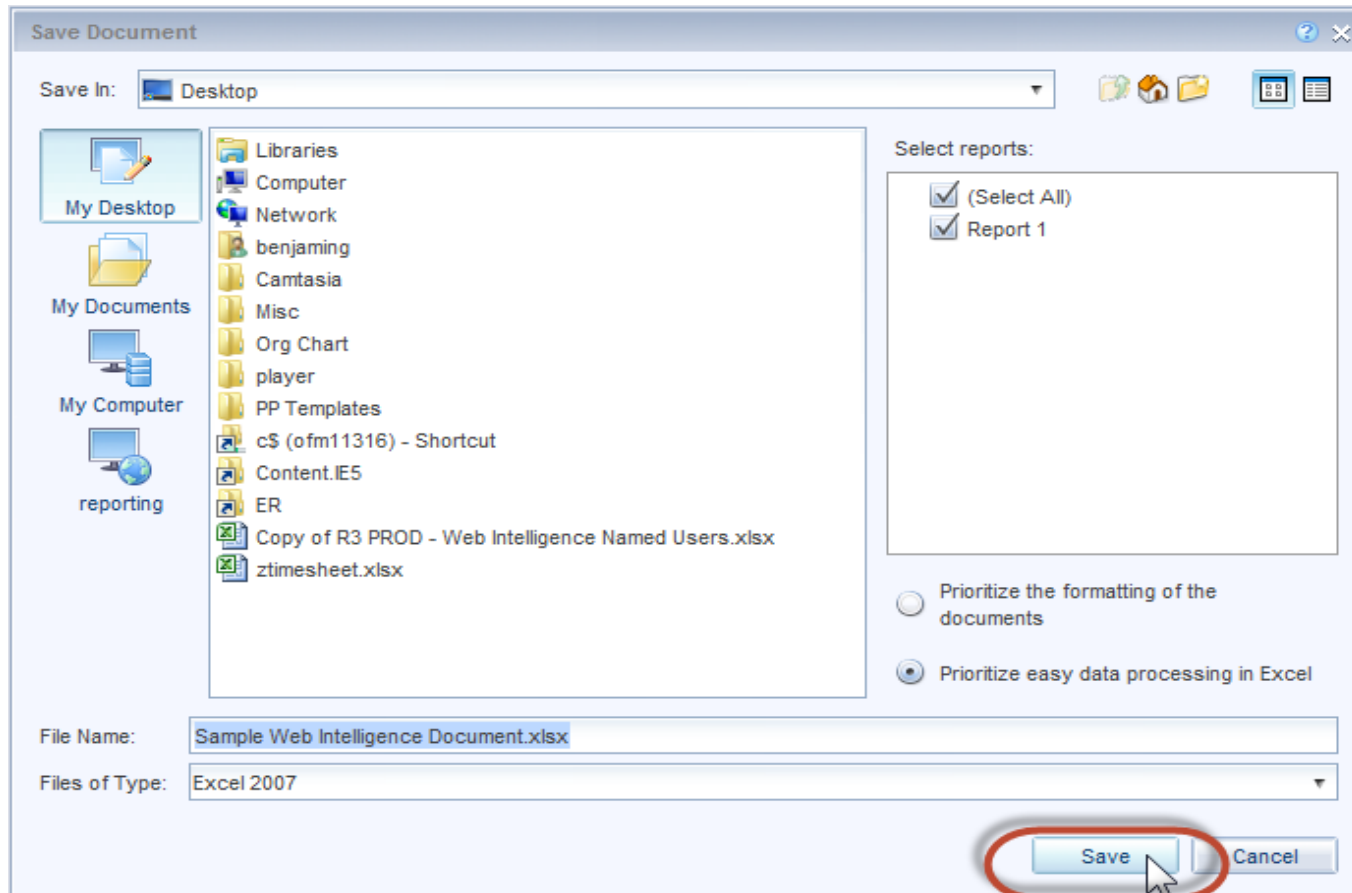 Save Document
Save In:
Desktop
My Desktop
My Documents
My Computer
reporting
Libraries
Computer
Network
benjaming
Camtasia
Misc
Org Chart
player
PP Templates
c$ (ofm11316) - Shortcut
Content.IE5
ER
Copy of R3 PROD - Web Intelligence Named Users.xlsx
ztimesheet.xlsx
Select reports:
(Select All)
Report 1
Prioritize the formatting of the
documents
Prioritize easy data processing in Excel
File Name:
Sample Web Intelligence Document.xlsx
Files of Type:
Excel 2007
Save
Cancel